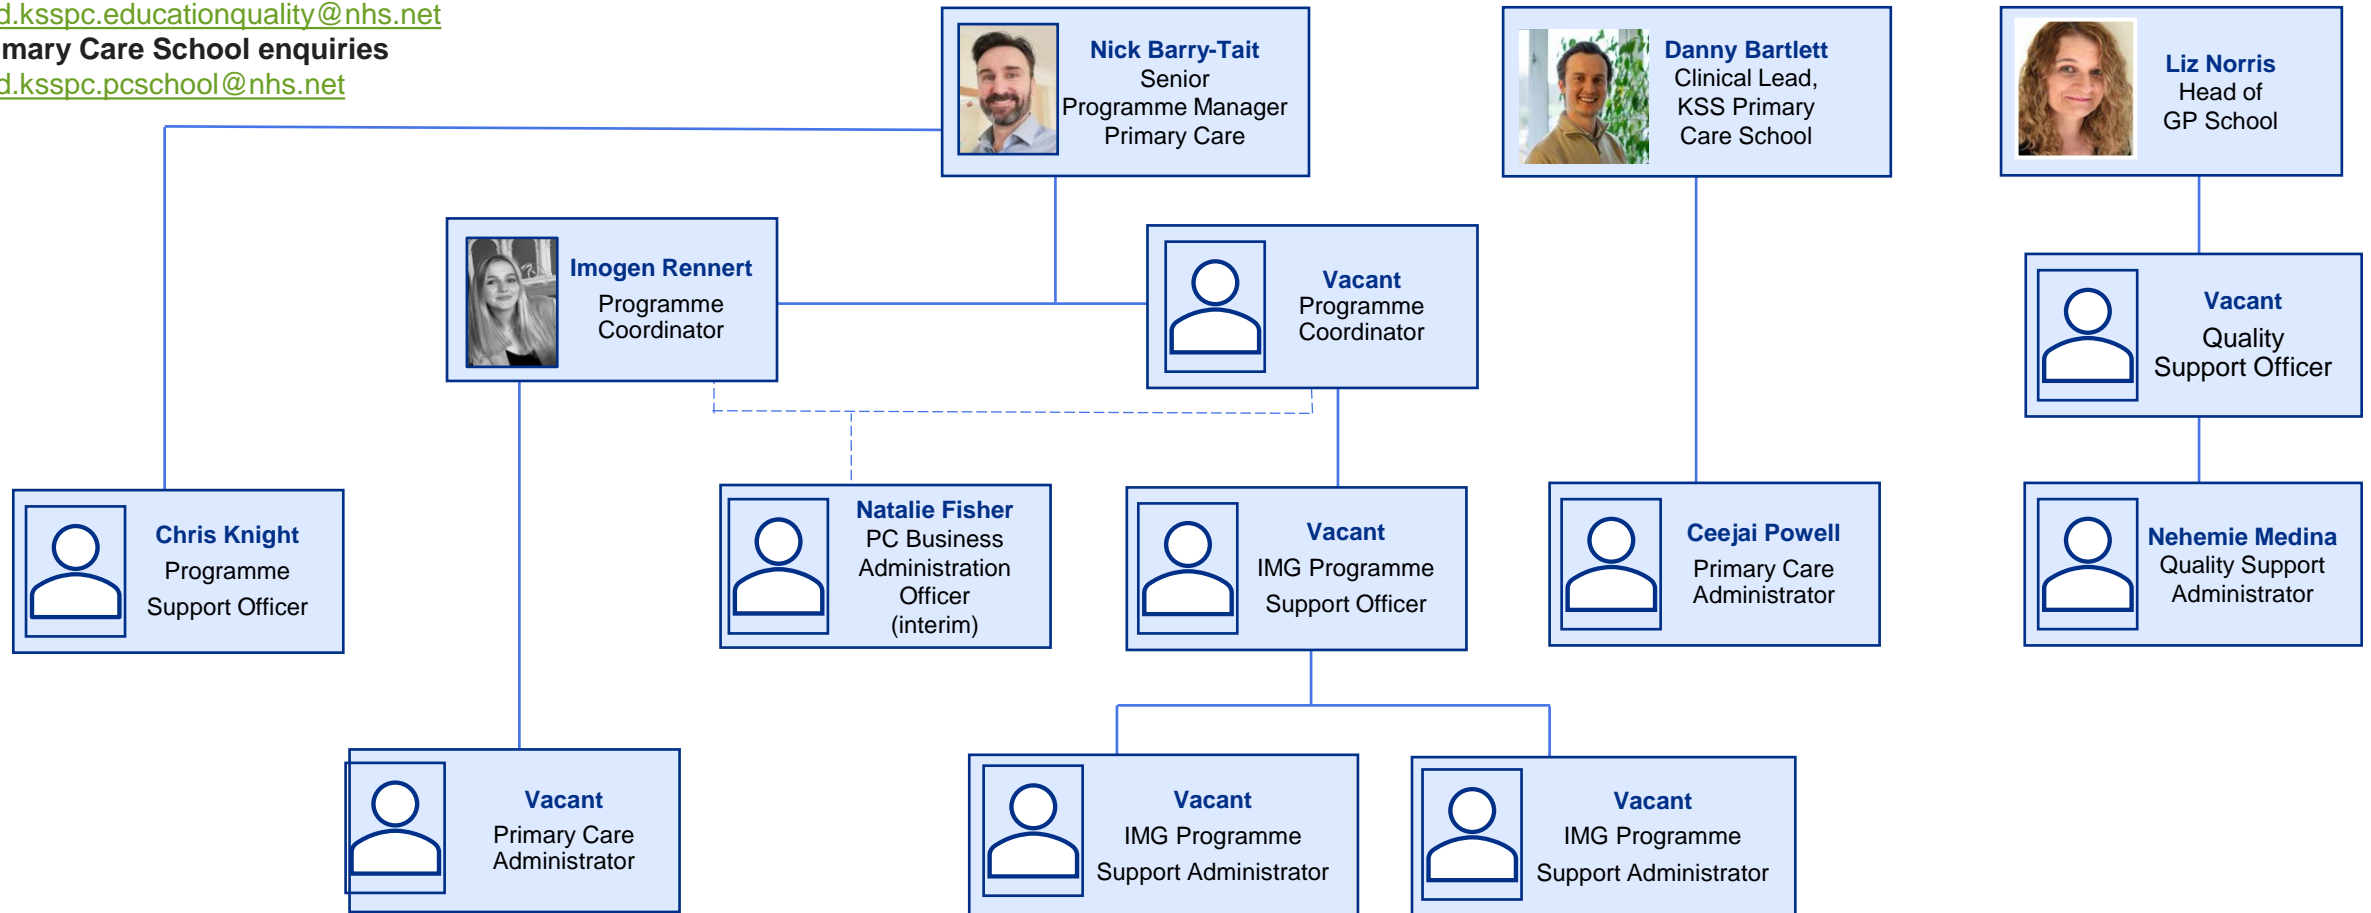 d.ksspc.educationquality@nhs.net
mary Care School enquiries
d.ksspc.pcschool@nhs.net
Nick Barry-Tait
Senior
Programme Manager
Primary Care
Danny Bartlett
Clinical Lead,
KSS Primary
Care School
Liz Norris
Head of
GP School
Imogen Rennert
Programme
Coordinator
Vacant
Programme
Coordinator
Vacant
Quality
Support Officer
Chris Knight
Programme
Support Officer
Natalie Fisher
PC Business
Administration
Officer
(interim)
Vacant
IMG Programme
Support Officer
Ceejai Powell
Primary Care
Administrator
Nehemie Medina
Quality Support
Administrator
Vacant
Primary Care
Administrator
Vacant
IMG Programme
Support Administrator
Vacant
IMG Programme
Support Administrator